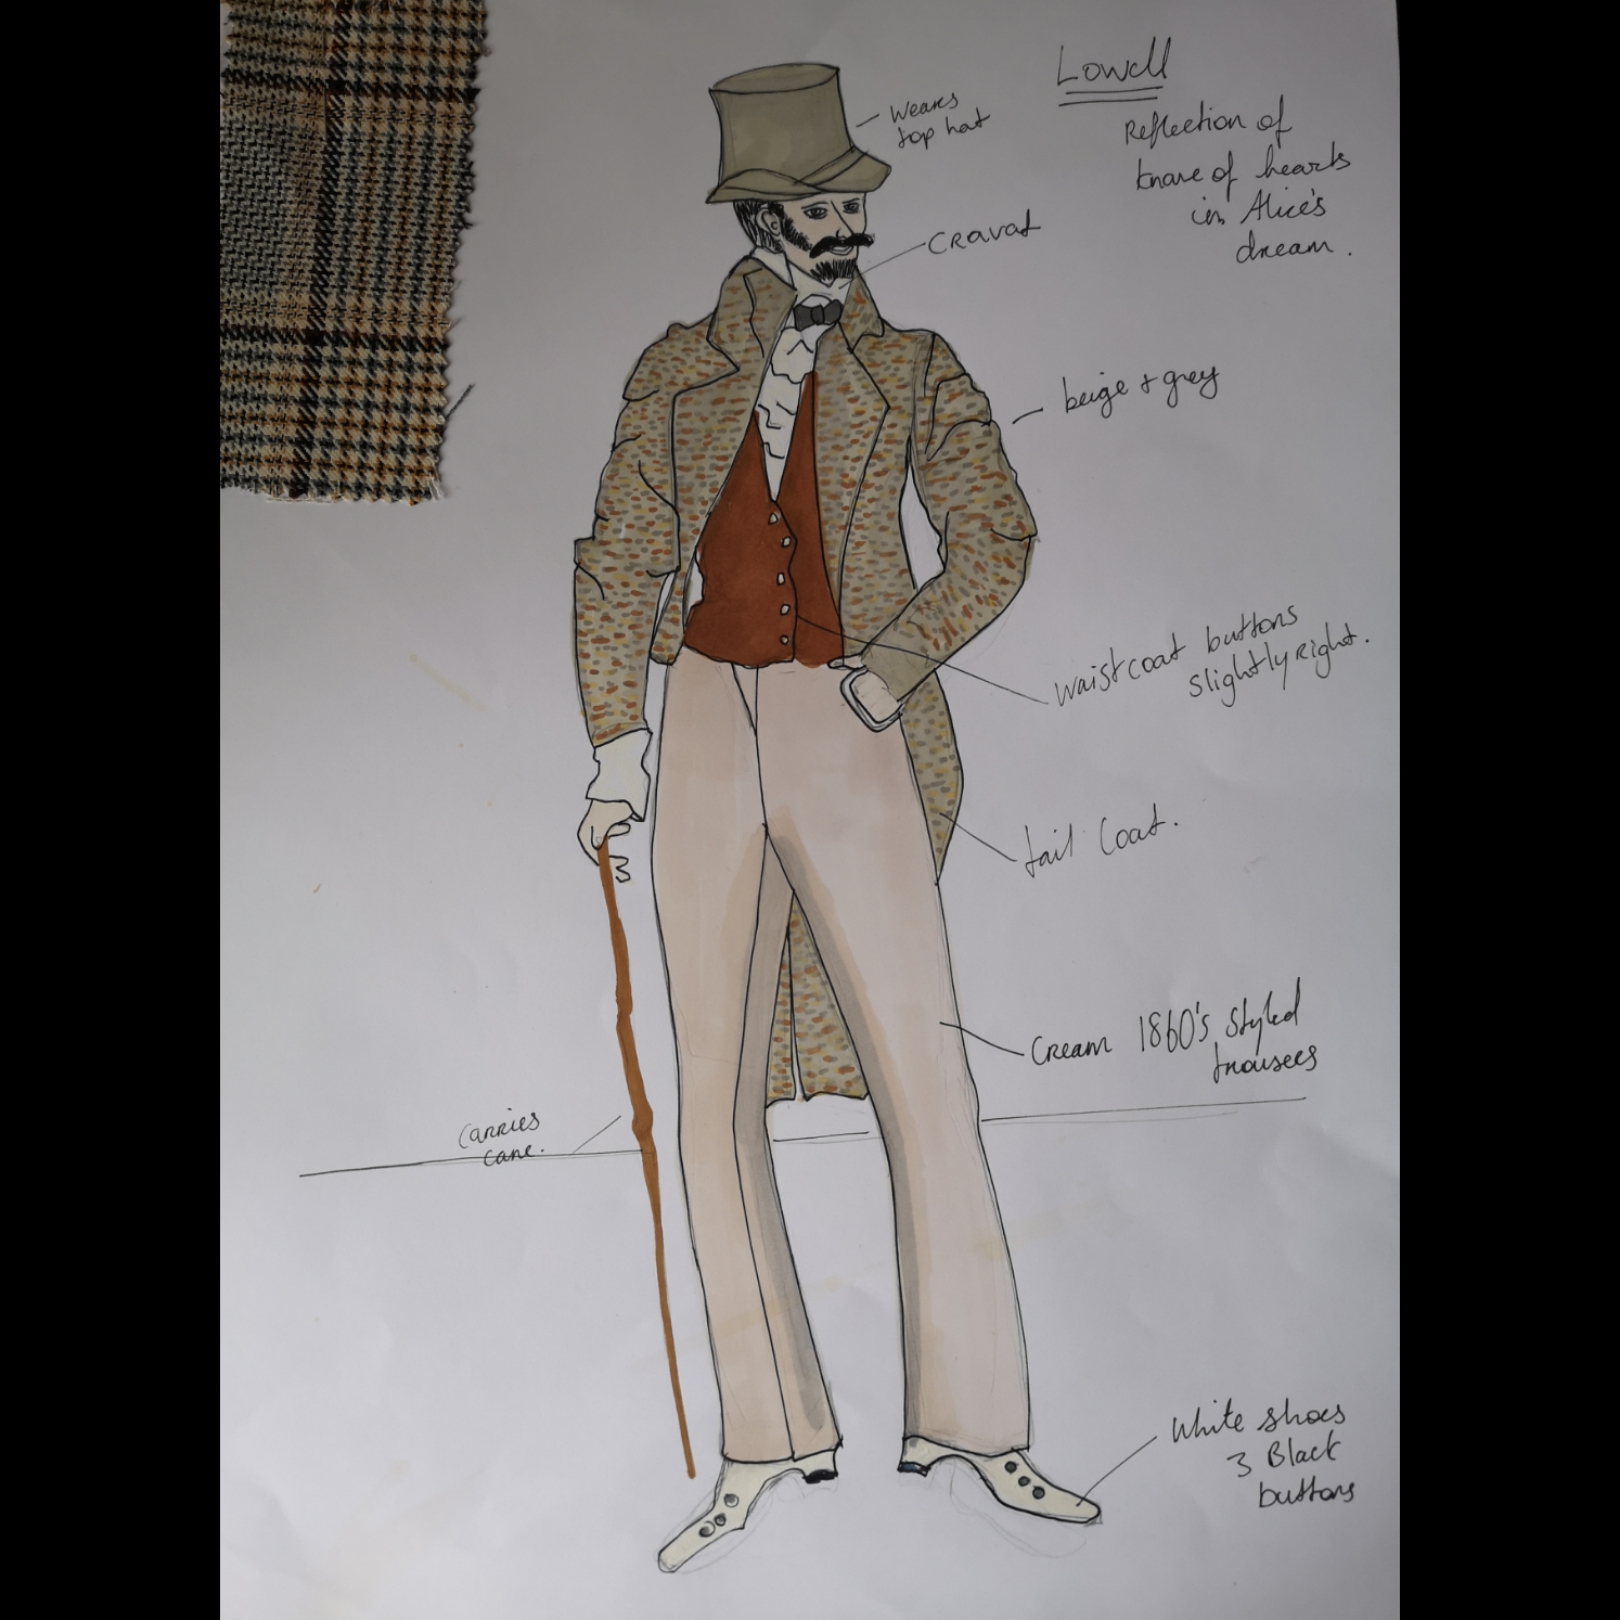 Lowell
Reflection of
knave of hearts
in Alice's
dream.
wears
top hat
cravat
beige & grey
waistcoat buttons
slightly right.
tail coat.
Cream 1860's styled
trousees
carries
cane.
White shoes
3 Black
buttons